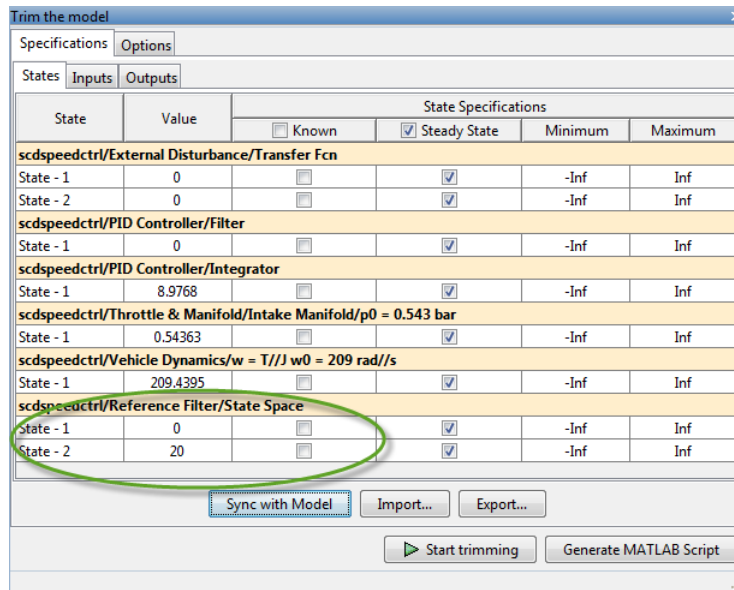 Trim the model
Specifications Options
States Inputs Outputs
State Value State Specifications
Known Steady State Minimum Maximum
scdspeedctrl/External Disturbance/Transfer Fcn
State - 1 0 -Inf Inf
State - 2 0 -Inf Inf
scdspeedctrl/PID Controller/Filter
State - 1 0 -Inf Inf
scdspeedctrl/PID Controller/Integrator
State - 1 8.9768 -Inf Inf
scdspeedctrl/Throttle & Manifold/Intake Manifold/p0 = 0.543 bar
State - 1 0.54363 -Inf Inf
scdspeedctrl/Vehicle Dynamics/w = T//J w0 = 209 rad//s
State - 1 209.4395 -Inf Inf
scdspeedctrl/Reference Filter/State Space
State - 1 0 -Inf Inf
State - 2 20 -Inf Inf
Sync with Model Import... Export...
Start trimming Generate MATLAB Script